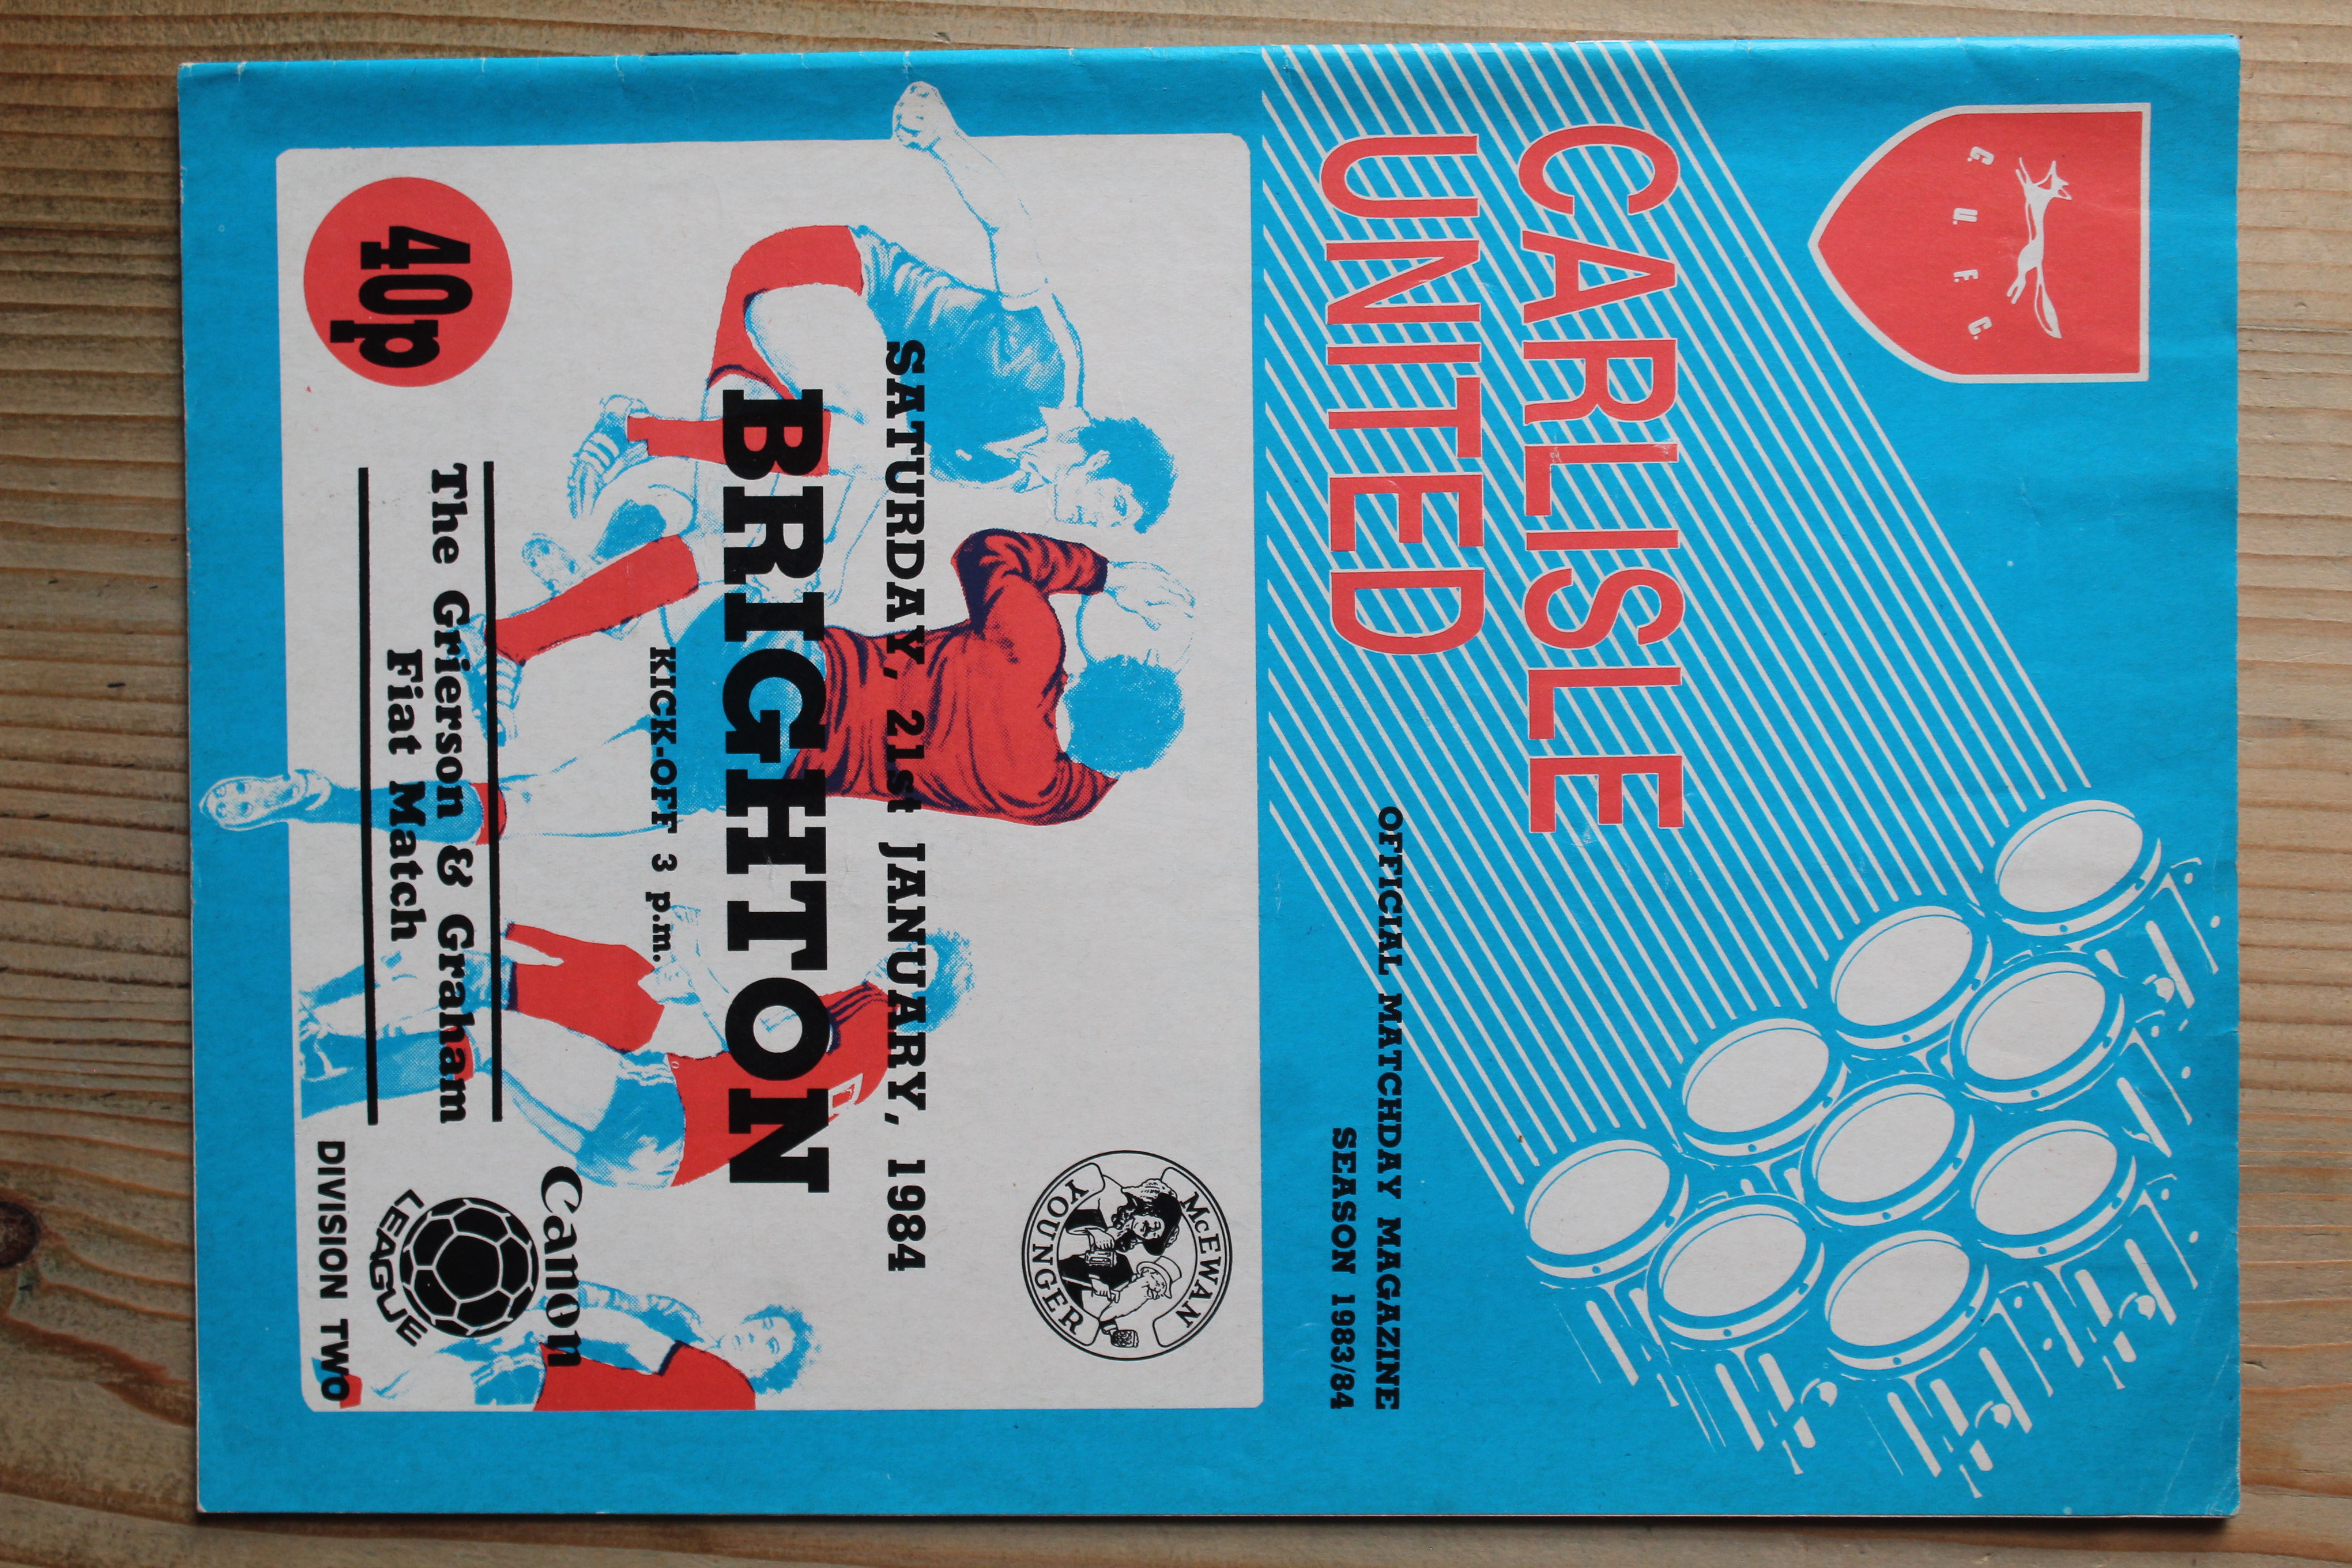 C. U. F. C.
CARLISLE
UNITED
OFFICIAL MATCHDAY MAGAZINE
SEASON 1983/84
McEWAN
YOUNGER
SATURDAY, 21st JANUARY, 1984
BRIGHTON
KICK-OFF 3 p.m.
40p
The Grierson & Graham
Fiat Match
Canon
LEAGUE
DIVISION TWO